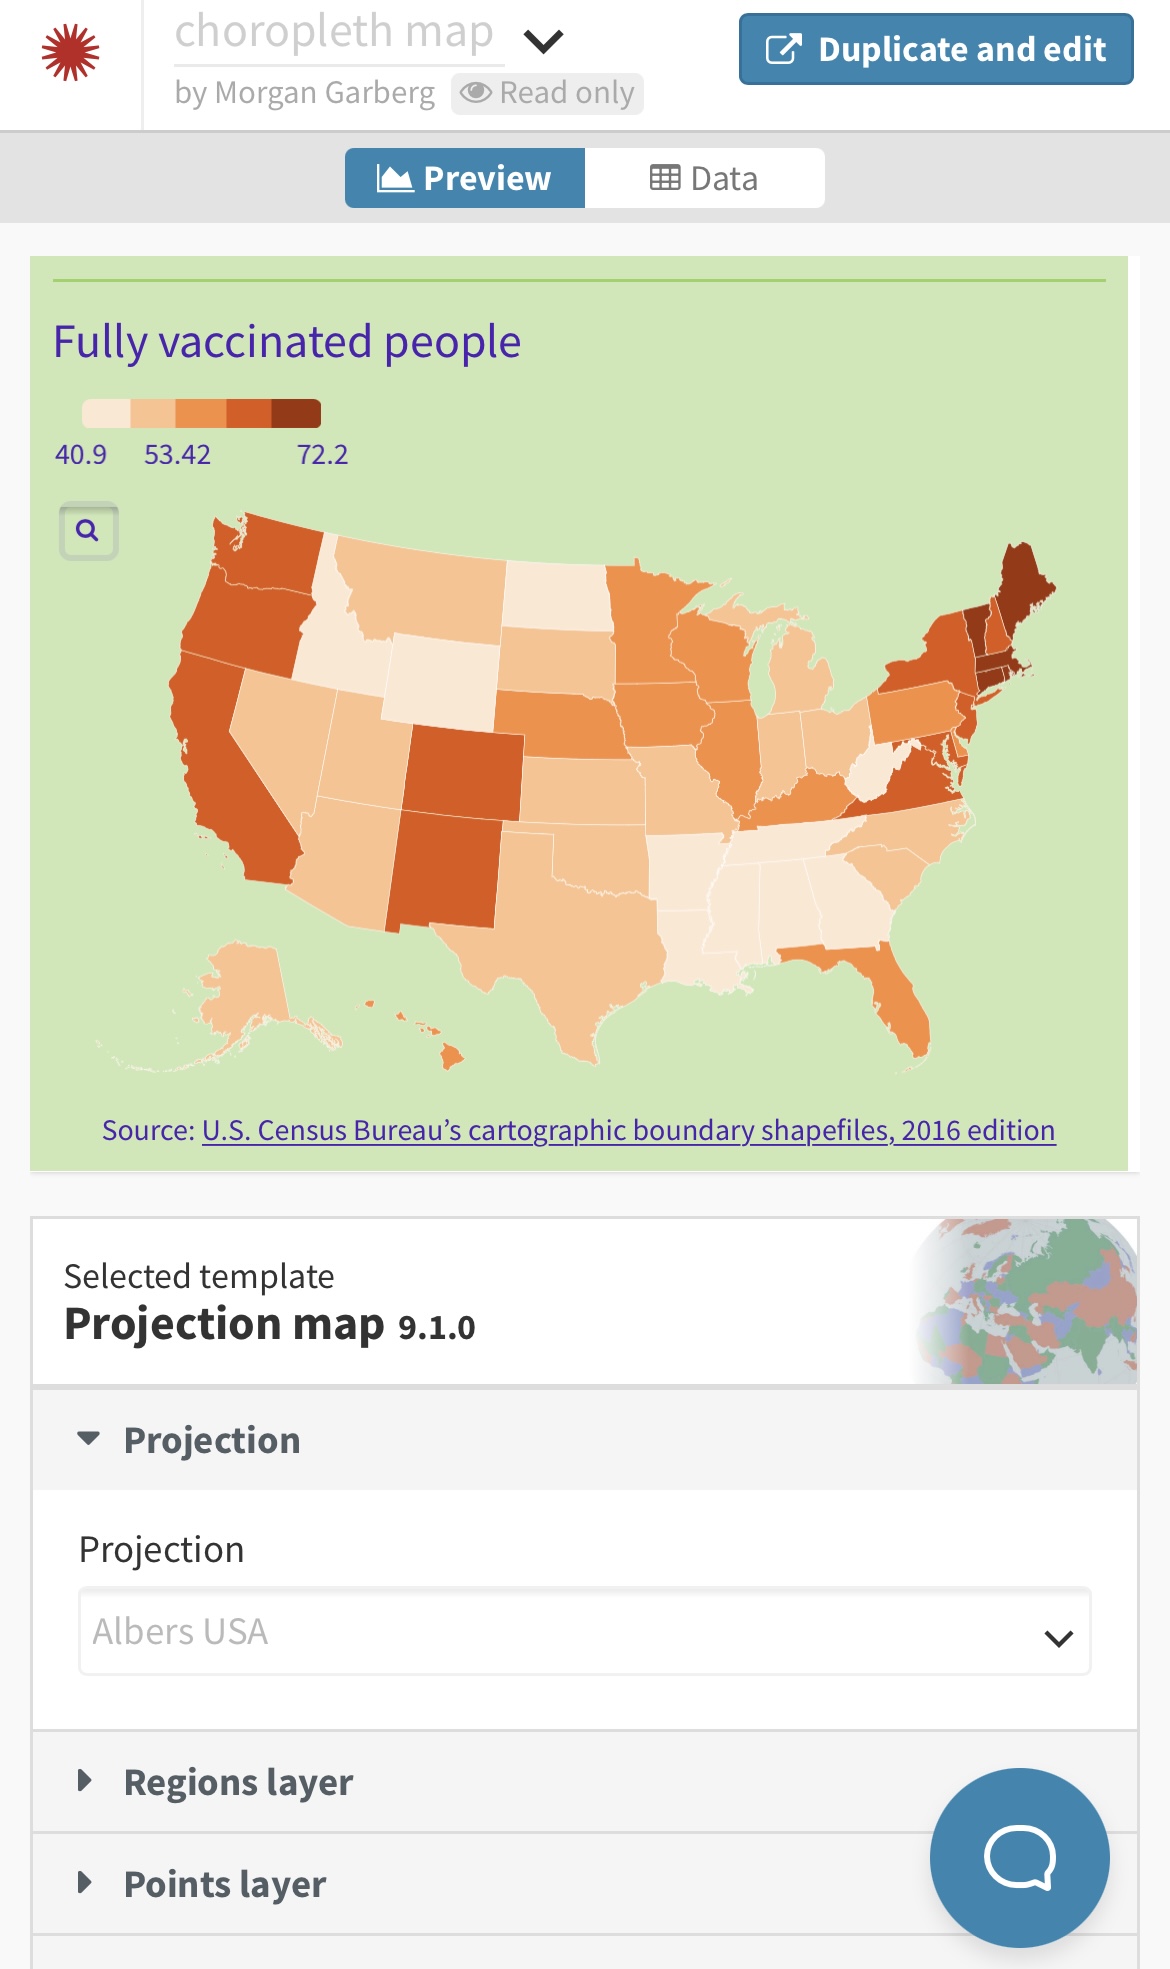 choropleth map
by Morgan Garberg Read only
Duplicate and edit
Preview
Data
Fully vaccinated people
40.9 53.42 72.2
Source: U.S. Census Bureau’s cartographic boundary shapefiles, 2016 edition
Selected template
Projection map 9.1.0
Projection
Projection
Albers USA
Regions layer
Points layer